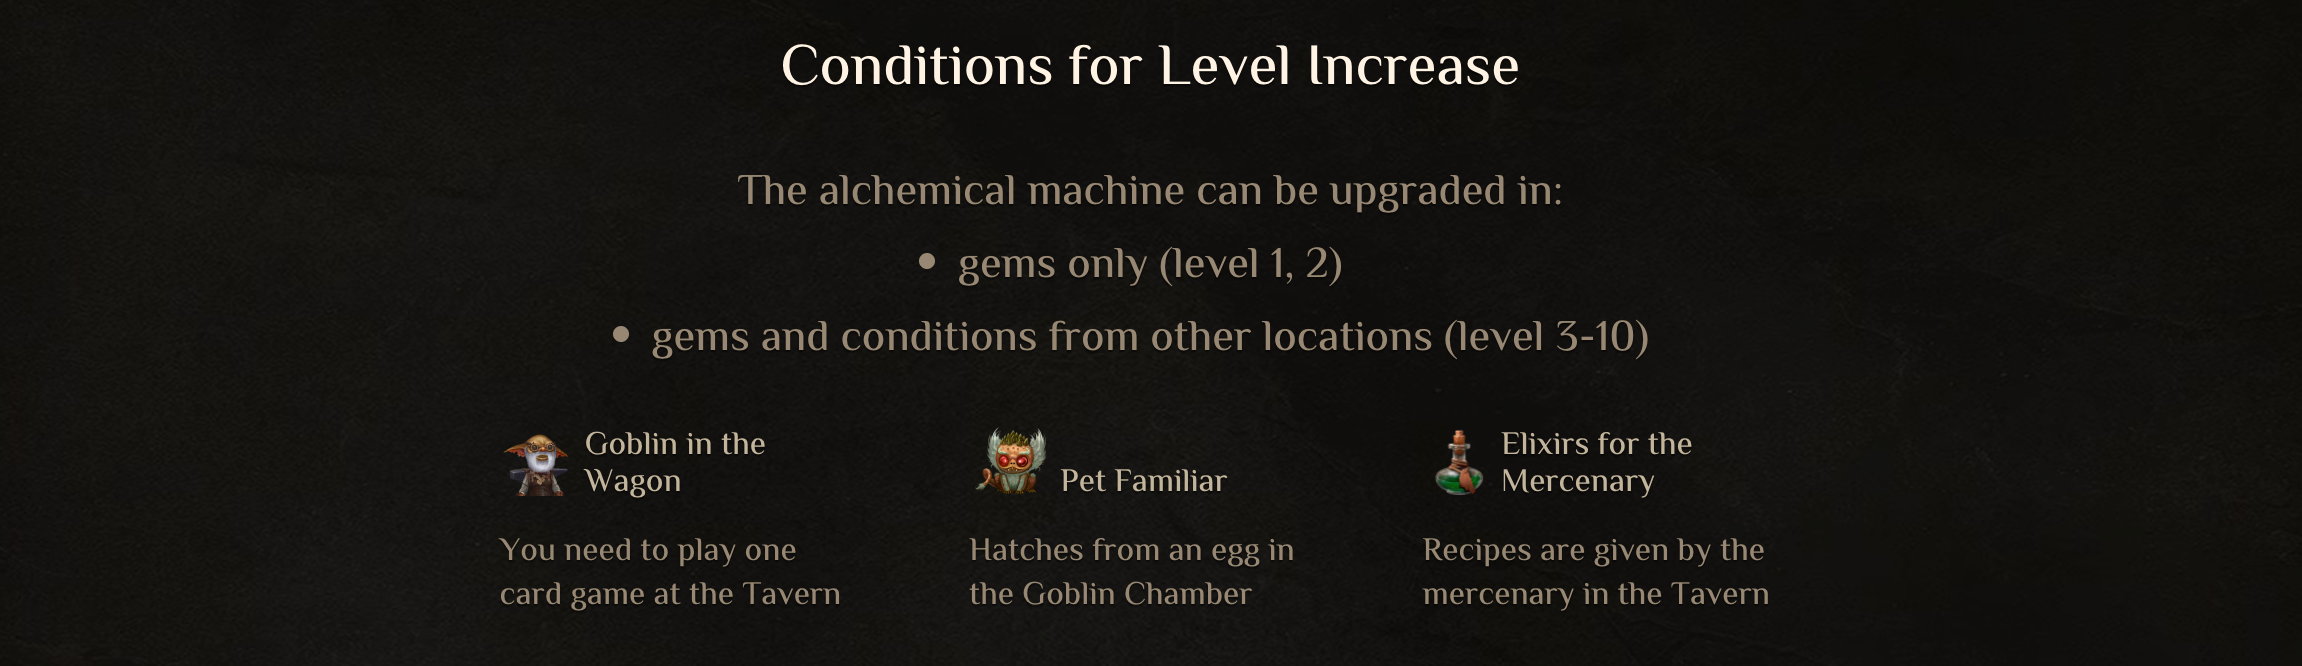 Conditions for Level Increase
The alchemical machine can be upgraded in:
• gems only (level 1, 2)
• gems and conditions from other locations (level 3-10)
Goblin in the
Wagon
You need to play one
card game at the Tavern
Pet Familiar
Hatches from an egg in
the Goblin Chamber
Elixirs for the
Mercenary
Recipes are given by the
mercenary in the Tavern